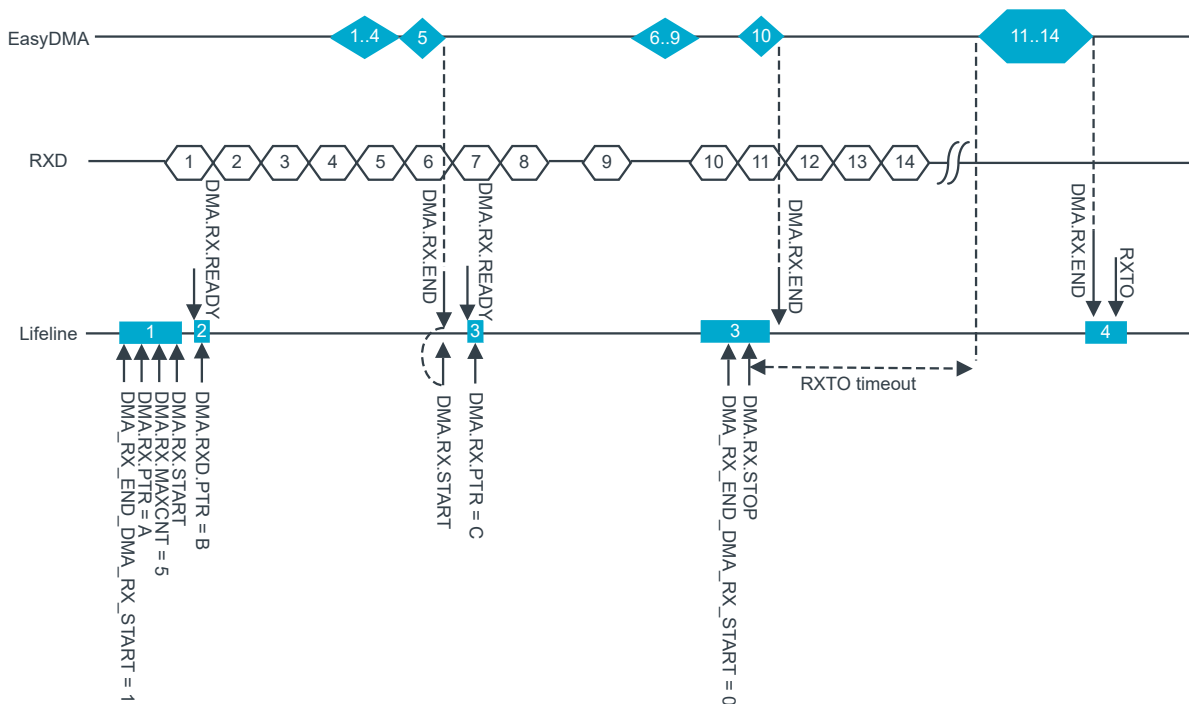 EasyDMA
1..4
5
6..9
10
11..14
RXD
1
2
3
4
5
6
7
8
9
10
11
12
13
14
DMA.RX.READY
DMA.RX.END
DMA.RX.READY
DMA.RX.END
DMA.RX.END
RXTO
Lifeline
1
2
3
3
4
RXTO timeout
DMA_RX_END_DMA_RX_START = 1
DMA.RX.PTR = A
DMA.RX.MAXCNT = 5
DMA.RX.START
DMA.RXD.PTR = B
DMA.RX.START
DMA.RX.PTR = C
DMA_RX_END_DMA_RX_START = 0
DMA.RX.STOP